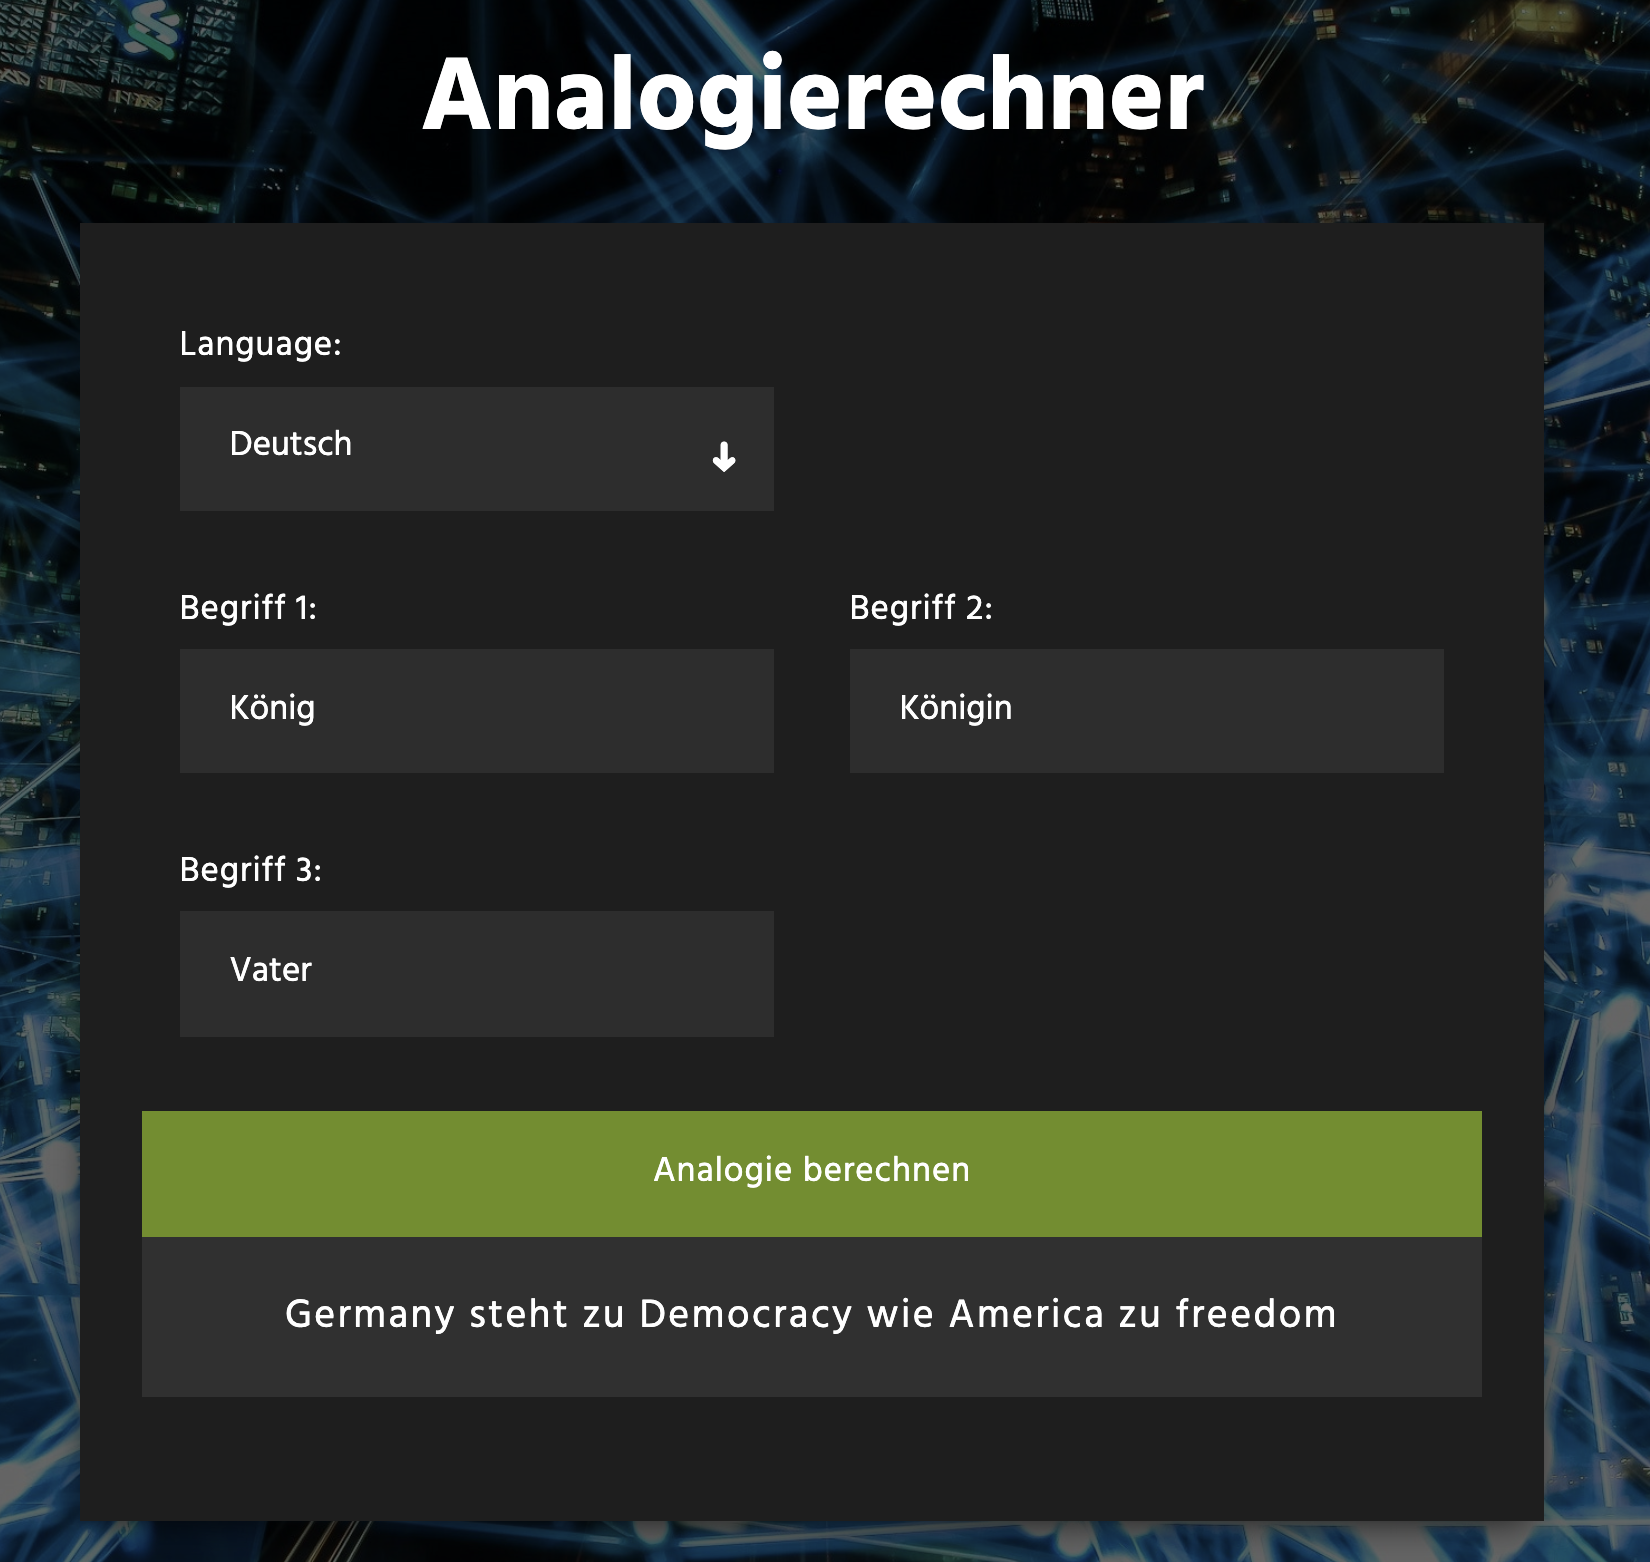 Analogierechner
Language:
Deutsch
Begriff 1:
Begriff 2:
König
Königin
Begriff 3:
Vater
Analogie berechnen
Germany steht zu Democracy wie America zu freedom